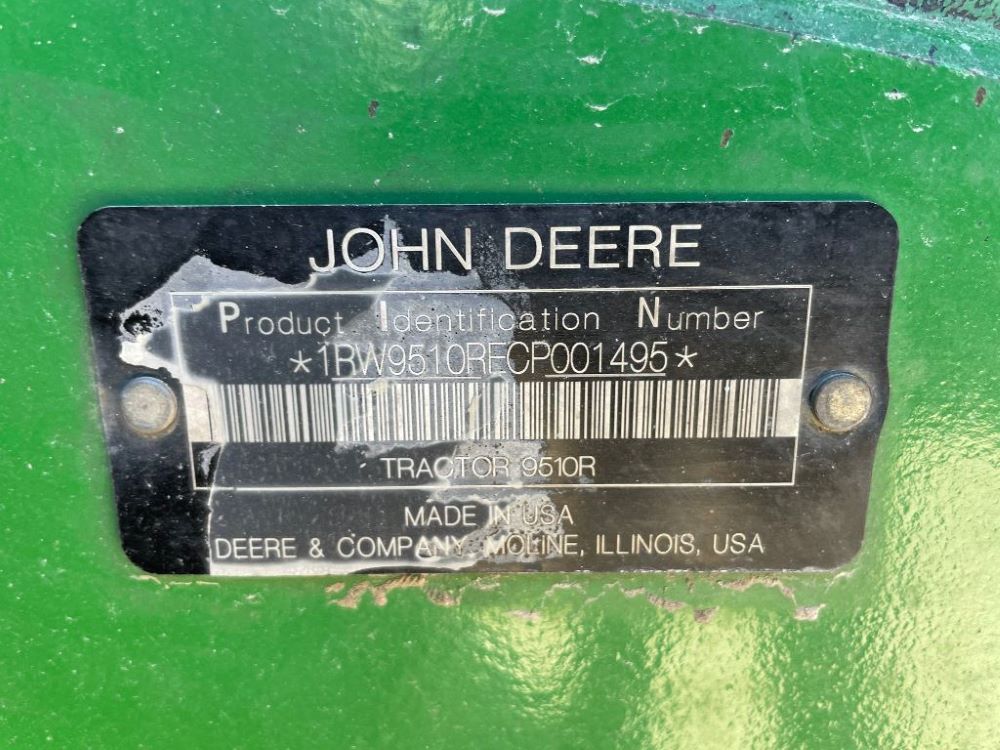 JOHN DEERE
Product Identification Number
*1RW9510RECP001495*
TRACTOR 9510R
MADE IN USA
DEERE & COMPANY, MOLINE, ILLINOIS, USA